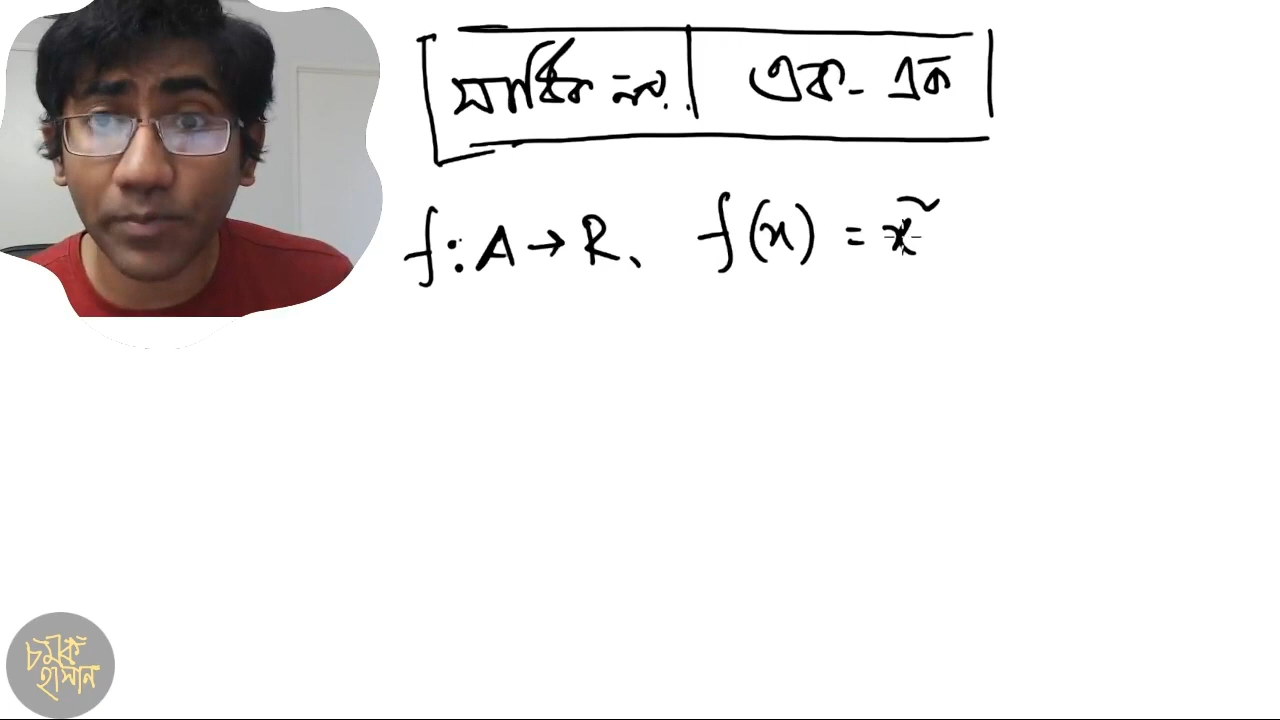 সার্বিক নয়। এক-এক
f: A → R, f(x) = x²
চমক
হাসান